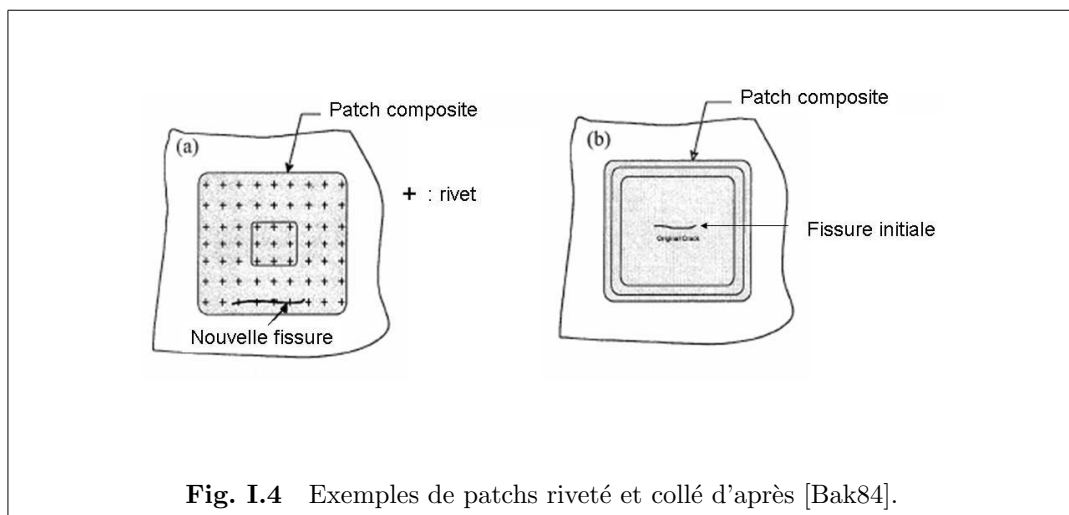 Patch composite
(a)
+ : rivet
Nouvelle fissure
Patch composite
(b)
Fissure initiale
Original Crack
Fig. I.4 Exemples de patchs riveté et collé d'après [Bak84].